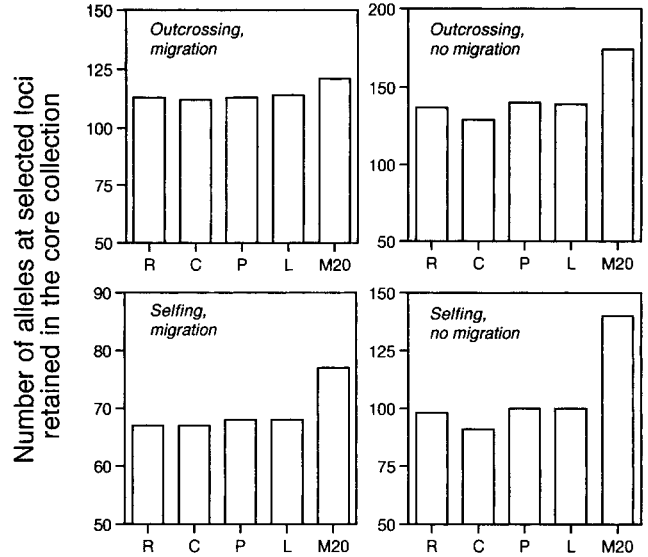 Number of alleles at selected loci
retained in the core collection
150
125
100
75
50
Outcrossing,
migration
R C P L M20
200
150
100
50
Outcrossing,
no migration
R C P L M20
90
80
70
60
50
Selfing,
migration
R C P L M20
150
125
100
75
50
Selfing,
no migration
R C P L M20